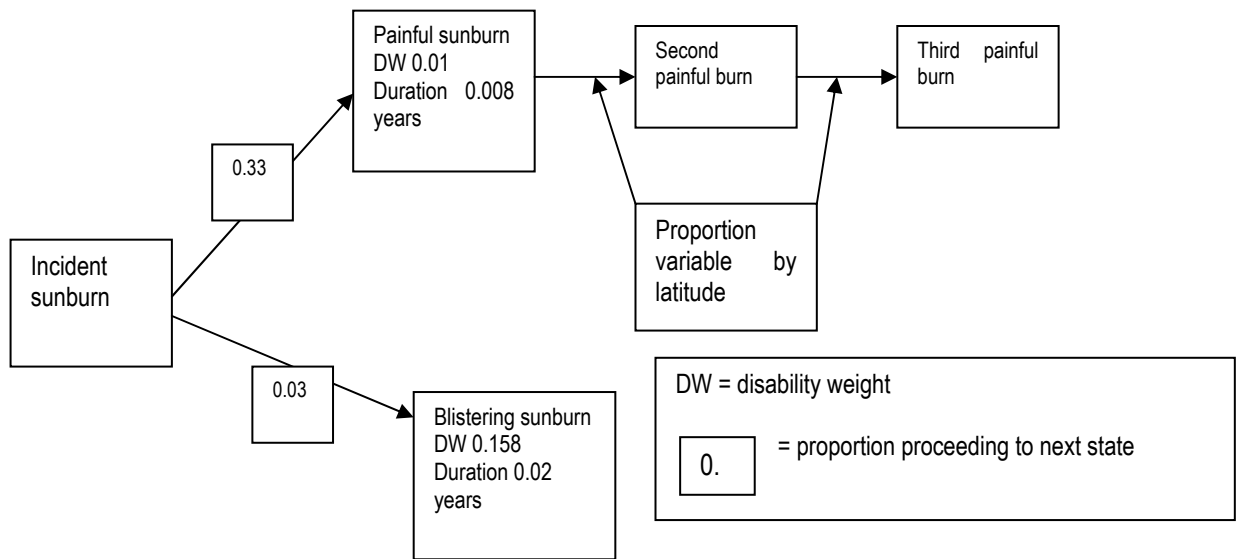 Painful sunburn
DW 0.01
Duration 0.008
years
Second
painful burn
Third painful
burn
0.33
Proportion
variable by
latitude
Incident
sunburn
0.03
Blistering sunburn
DW 0.158
Duration 0.02
years
DW = disability weight
0. = proportion proceeding to next state